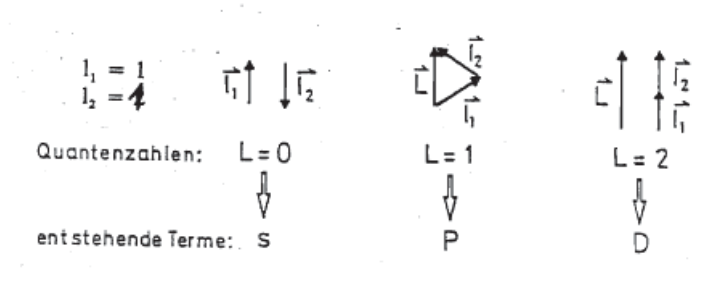 l₁ = 1
l₂ = 1
l⃗₁ l⃗₂
L⃗ l⃗₂ l⃗₁
L⃗ l⃗₂ l⃗₁
Quantenzahlen: L = 0 L = 1 L = 2
entstehende Terme: S P D